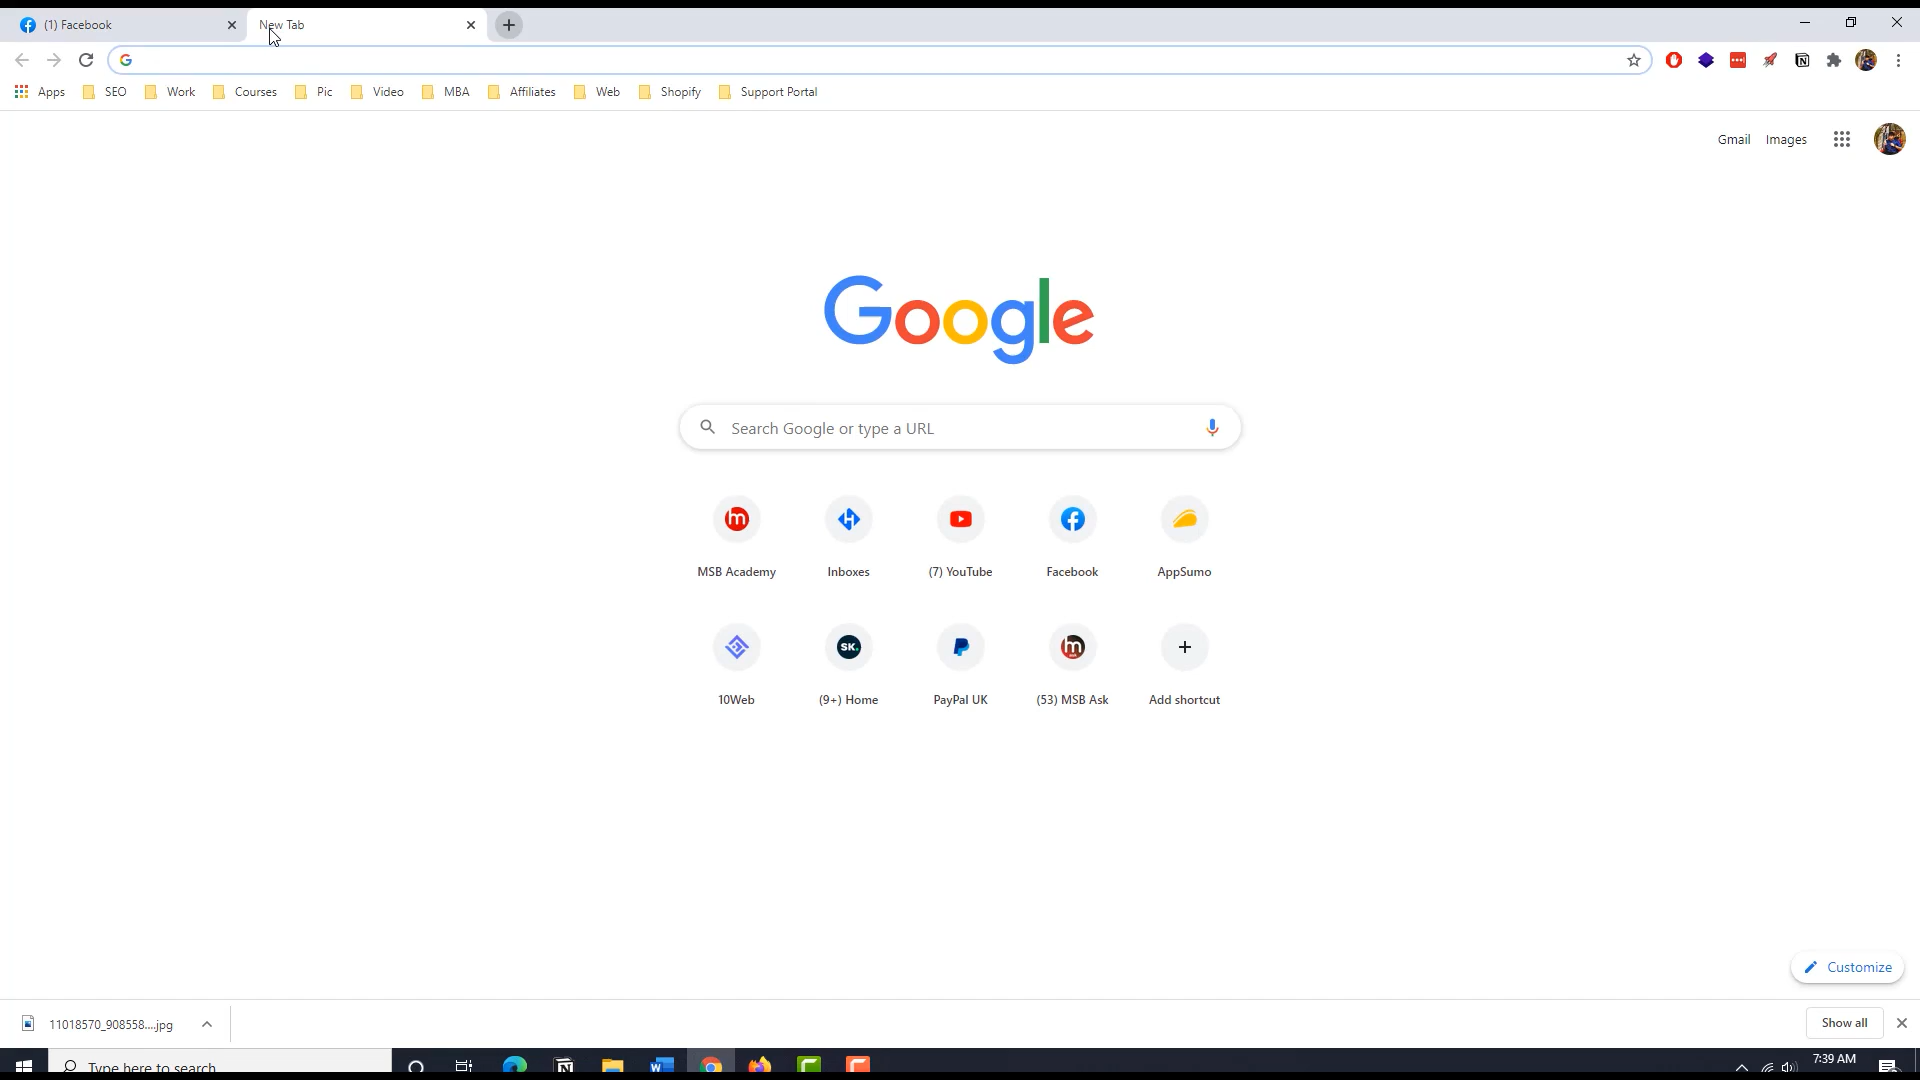 (1) Facebook
New Tab
Apps SEO Work Courses Pic Video MBA Affiliates Web Shopify Support Portal
Gmail Images
Google
Search Google or type a URL
MSB Academy Inboxes (7) YouTube Facebook AppSumo
SK.
10Web (9+) Home PayPal UK (53) MSB Ask Add shortcut
Customize
11018570_908558....jpg
Show all
Type here to search
7:39 AM